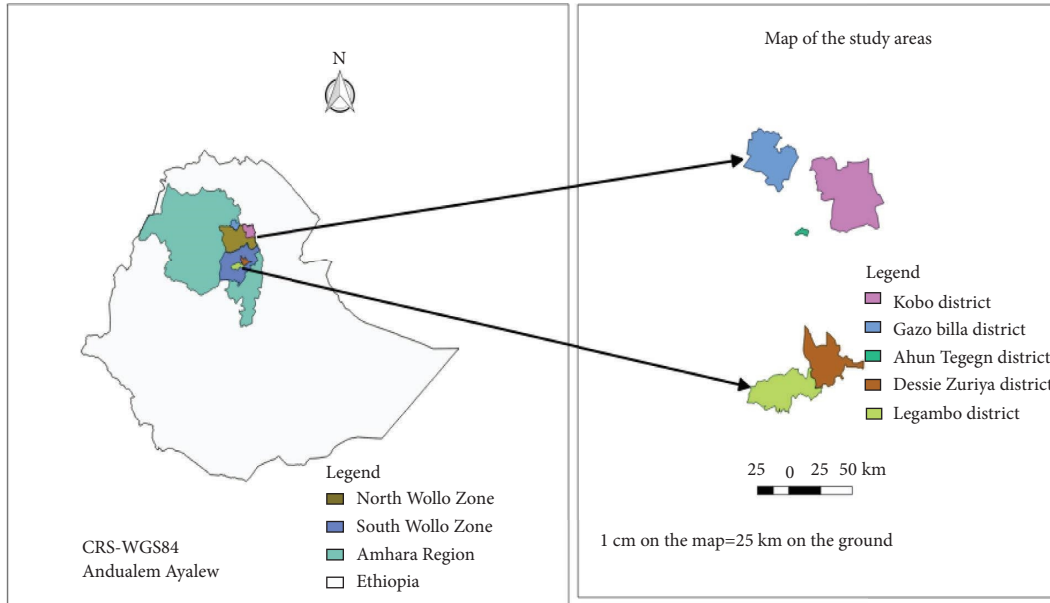 N
Legend
North Wollo Zone
South Wollo Zone
Amhara Region
Ethiopia
CRS-WGS84
Andualem Ayalew
Map of the study areas
Legend
Kobo district
Gazo billa district
Ahun Tegegn district
Dessie Zuriya district
Legambo district
25 0 25 50 km
1 cm on the map=25 km on the ground